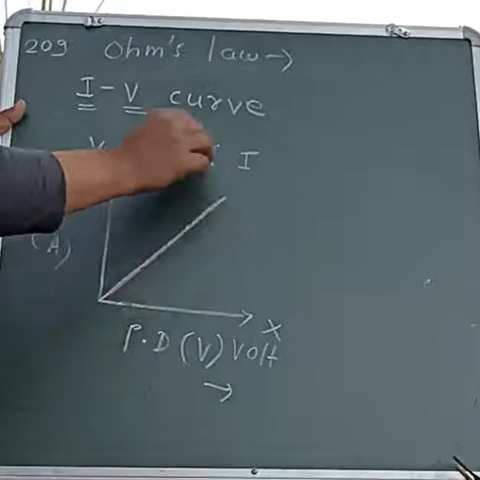 209 Ohm's law →
I - V curve
I
(A)
X
P.D (V) Volt
→